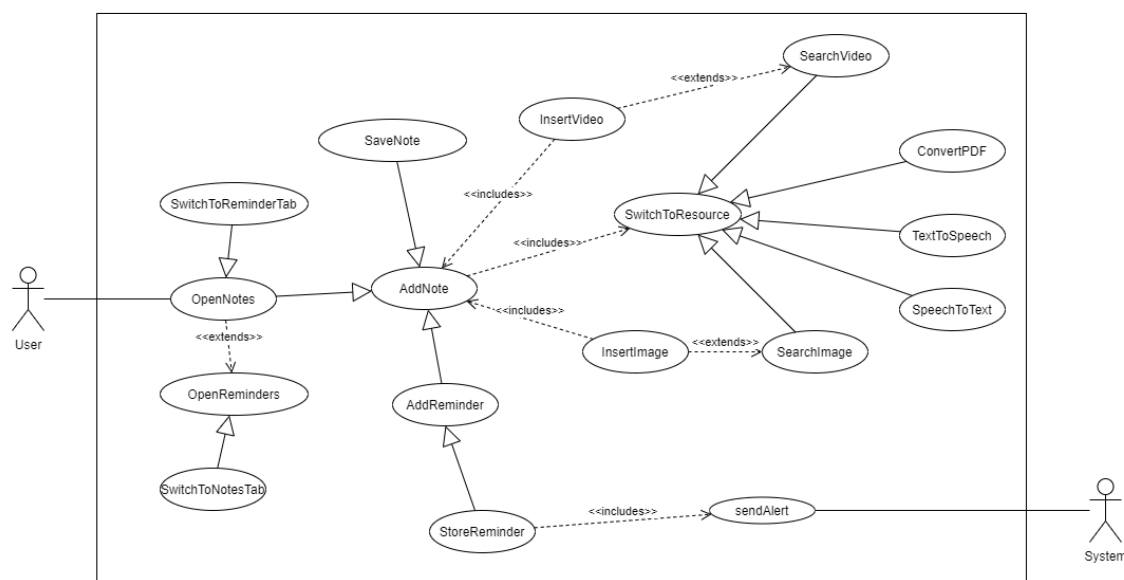 SearchVideo
<<extends>>
InsertVideo
SaveNote
ConvertPDF
<<includes>>
SwitchToReminderTab
SwitchToResource
TextToSpeech
<<includes>>
AddNote
OpenNotes
<<includes>>
SpeechToText
User
<<extends>>
InsertImage
<<extends>>
SearchImage
OpenReminders
AddReminder
SwitchToNotesTab
StoreReminder
<<includes>>
sendAlert
System